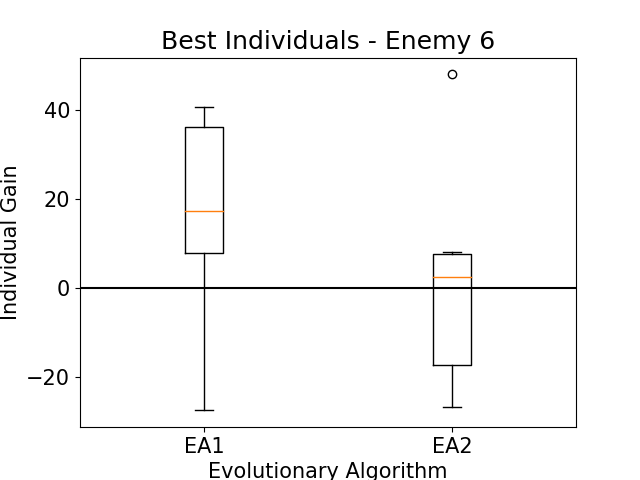 Best Individuals - Enemy 6
Individual Gain
40
20
0
−20
EA1
EA2
Evolutionary Algorithm